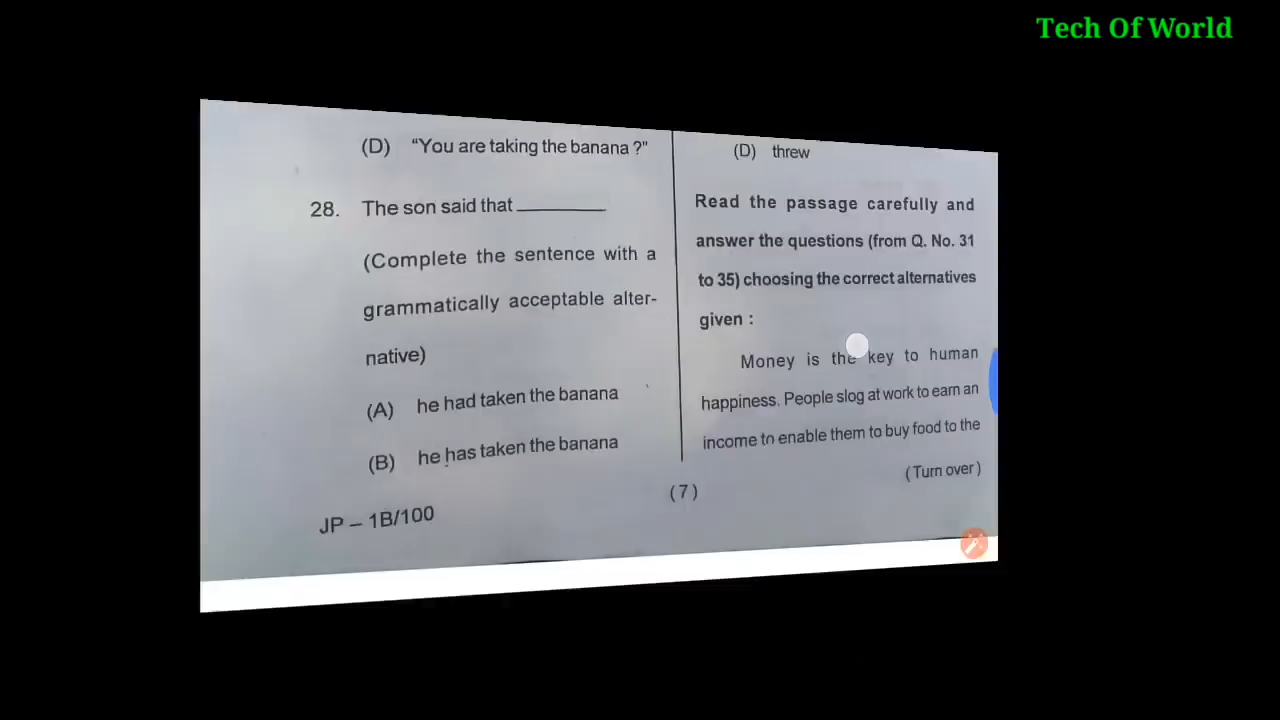 Tech Of World
(D) "You are taking the banana ?"
28. The son said that ________
(Complete the sentence with a
grammatically acceptable alter-
native)
(A) he had taken the banana
(B) he has taken the banana
JP – 1B/100
(D) threw
Read the passage carefully and
answer the questions (from Q. No. 31
to 35) choosing the correct alternatives
given :
Money is the key to human
happiness. People slog at work to earn an
income to enable them to buy food to the
(7)
(Turn over)